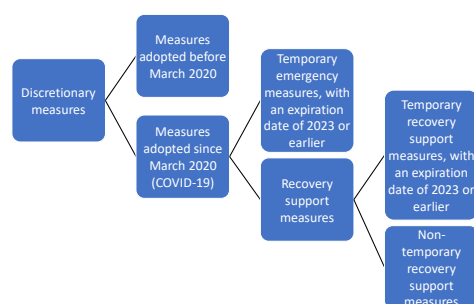 Discretionary
measures
Measures
adopted before
March 2020
Measures
adopted since
March 2020
(COVID-19)
Temporary
emergency
measures, with
an expiration
date of 2023 or
earlier
Recovery
support
measures
Temporary
recovery
support
measures, with
an expiration
date of 2023 or
earlier
Non-
temporary
recovery
support
measures